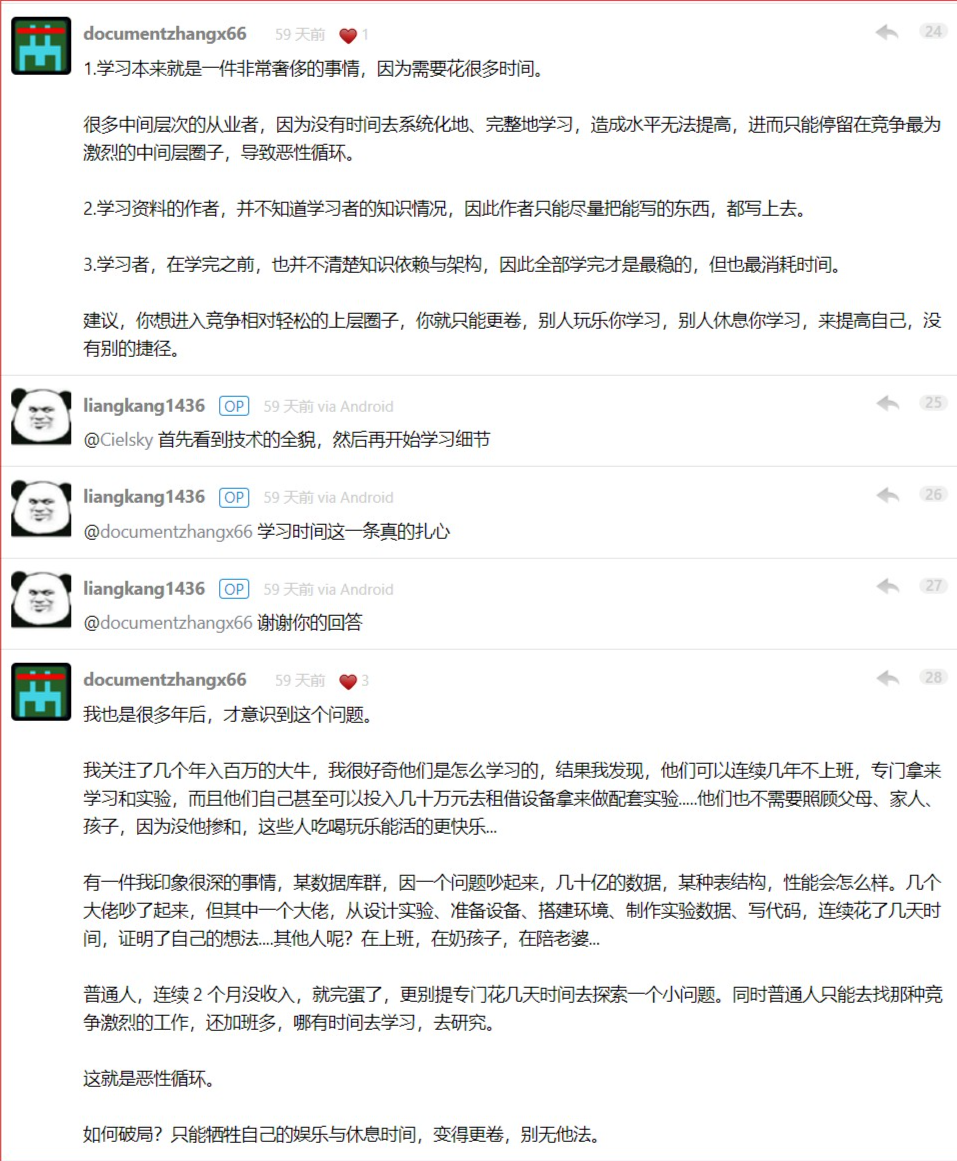 documentzhangx66 59 天前 1 24
1.学习本来就是一件非常奢侈的事情，因为需要花很多时间。
很多中间层次的从业者，因为没有时间去系统化地、完整地学习，造成水平无法提高，进而只能停留在竞争最为
激烈的中间层圈子，导致恶性循环。
2.学习资料的作者，并不知道学习者的知识情况，因此作者只能尽量把能写的东西，都写上去。
3.学习者，在学完之前，也并不清楚知识依赖与架构，因此全部学完才是最稳的，但也最消耗时间。
建议，你想进入竞争相对轻松的上层圈子，你就只能更卷，别人玩乐你学习，别人休息你学习，来提高自己，没
有别的捷径。
liangkang1436 OP 59 天前 via Android 25
@Cielsky 首先看到技术的全貌，然后再开始学习细节
liangkang1436 OP 59 天前 via Android 26
@documentzhangx66 学习时间这一条真的扎心
liangkang1436 OP 59 天前 via Android 27
@documentzhangx66 谢谢你的回答
documentzhangx66 59 天前 3 28
我也是很多年后，才意识到这个问题。
我关注了几个年入百万的大牛，我很好奇他们是怎么学习的，结果我发现，他们可以连续几年不上班，专门拿来
学习和实验，而且他们自己甚至可以投入几十万元去租借设备拿来做配套实验.....他们也不需要照顾父母、家人、
孩子，因为没他掺和，这些人吃喝玩乐能活的更快乐...
有一件我印象很深的事情，某数据库群，因一个问题吵起来，几十亿的数据，某种表结构，性能会怎么样。几个
大佬吵了起来，但其中一个大佬，从设计实验、准备设备、搭建环境、制作实验数据、写代码，连续花了几天时
间，证明了自己的想法....其他人呢？在上班，在奶孩子，在陪老婆...
普通人，连续 2 个月没收入，就完蛋了，更别提专门花几天时间去探索一个小问题。同时普通人只能去找那种竞
争激烈的工作，还加班多，哪有时间去学习，去研究。
这就是恶性循环。
如何破局？只能牺牲自己的娱乐与休息时间，变得更卷，别无他法。